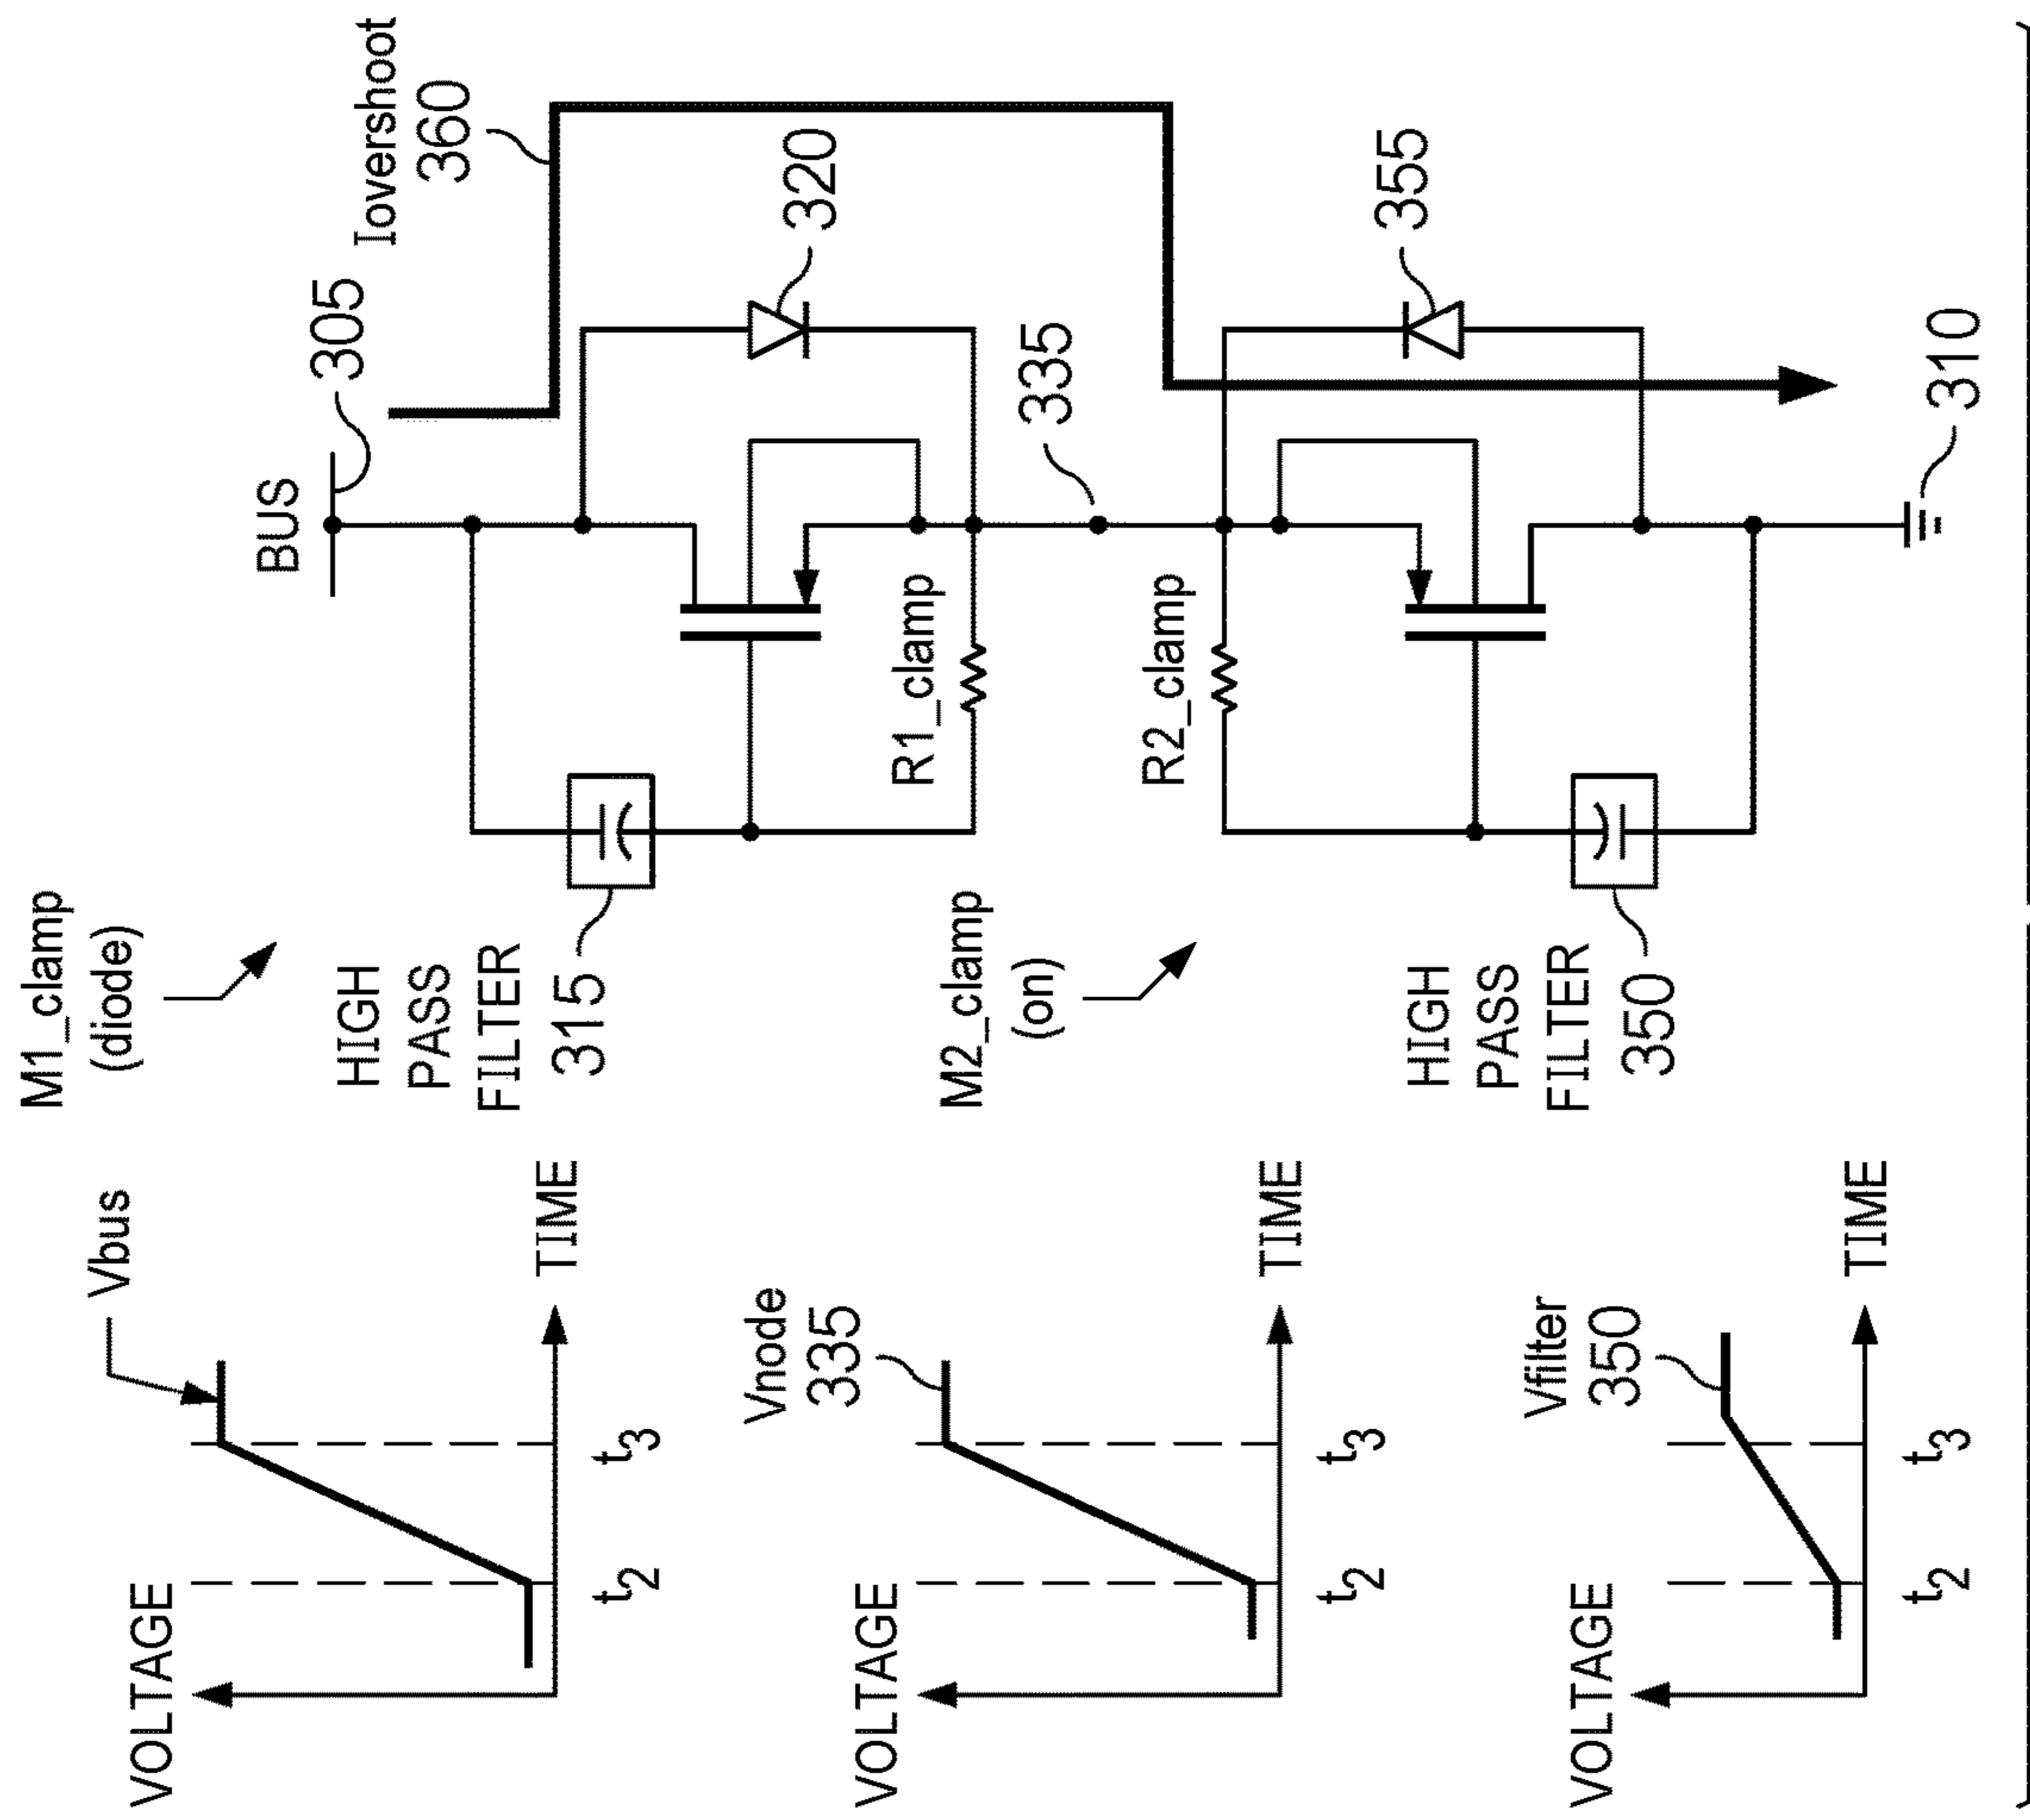 VOLTAGE
Vbus
t2
t3
TIME
VOLTAGE
Vnode
335
t2
t3
TIME
VOLTAGE
Vfilter
350
t2
t3
TIME
M1_clamp
(diode)
HIGH
PASS
FILTER
315
M2_clamp
(on)
HIGH
PASS
FILTER
350
BUS
305
Iovershoot
360
320
R1_clamp
335
R2_clamp
355
310